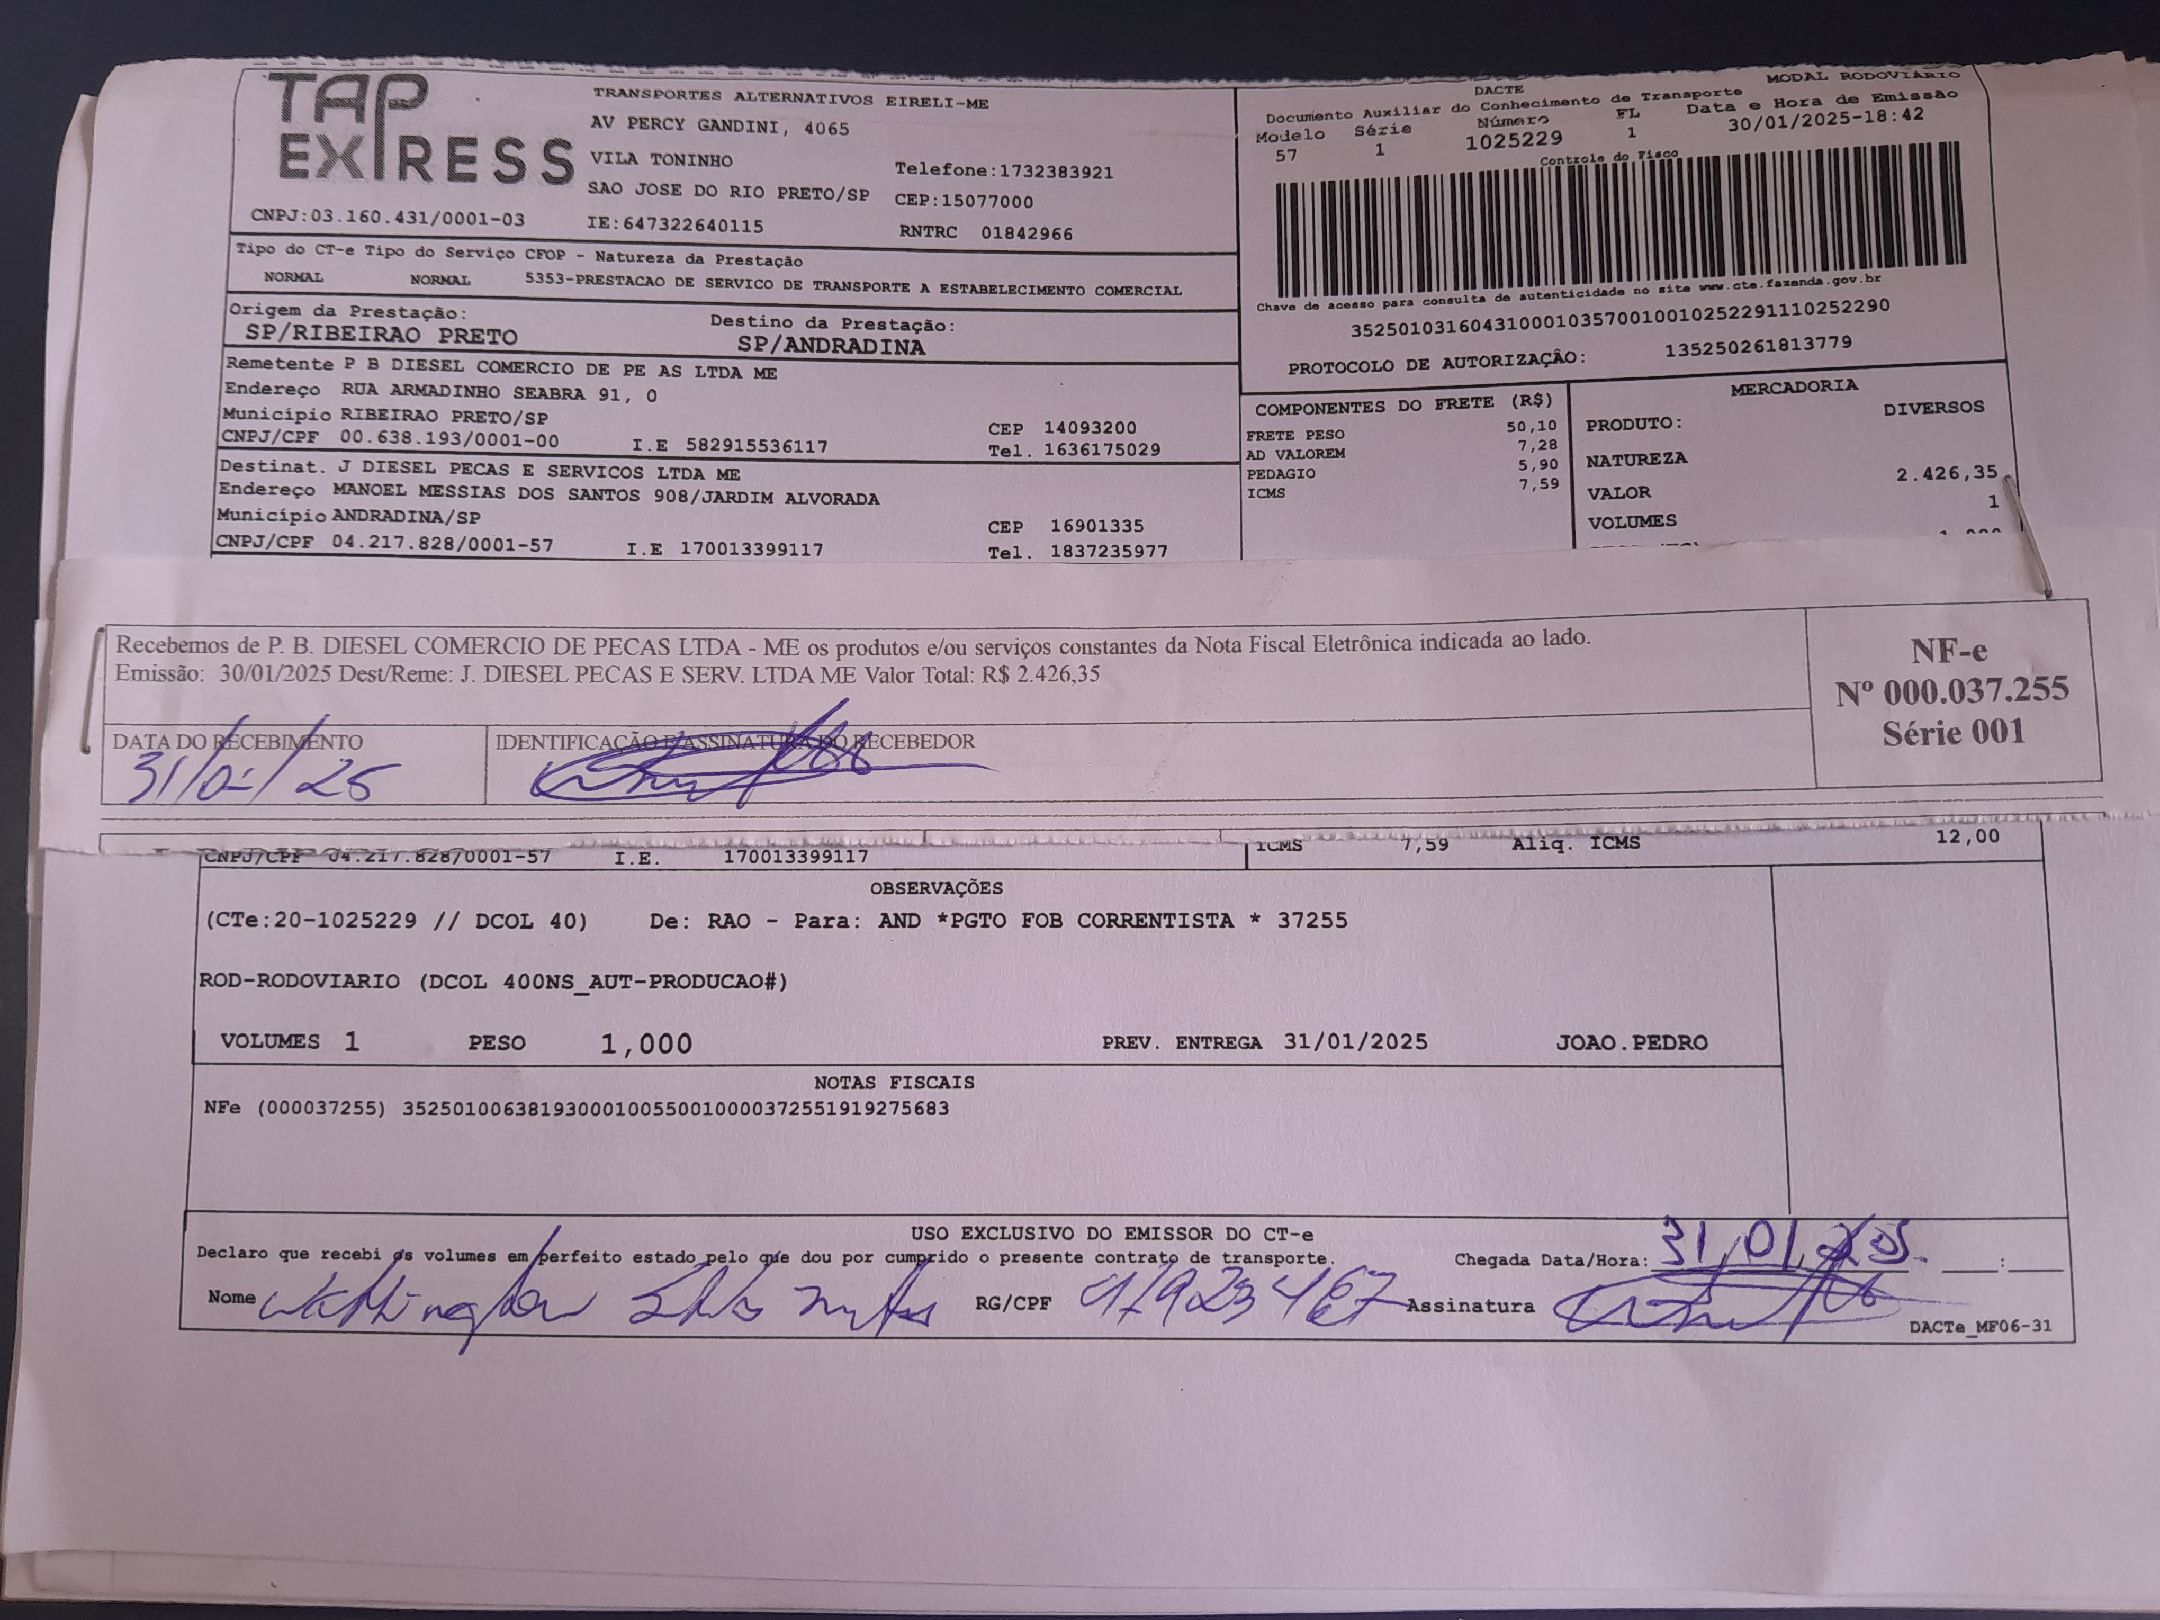 TAP EXPRESS
TRANSPORTES ALTERNATIVOS EIRELI-ME
AV PERCY GANDINI, 4065
VILA TONINHO
Telefone:1732383921
SAO JOSE DO RIO PRETO/SP CEP:15077000
CNPJ:03.160.431/0001-03 IE:647322640115 RNTRC 01842966
MODAL RODOVIÁRIO
DACTE
Documento Auxiliar do Conhecimento de Transporte
Modelo Série Número FL Data e Hora de Emissão
57 1 1025229 1 30/01/2025-18:42
Controle do Fisco
Chave de acesso para consulta de autenticidade no site www.cte.fazenda.gov.br
35250103160431000103570010010252291110252290
PROTOCOLO DE AUTORIZAÇÃO: 135250261813779
Tipo do CT-e Tipo do Serviço CFOP - Natureza da Prestação
NORMAL NORMAL 5353-PRESTACAO DE SERVICO DE TRANSPORTE A ESTABELECIMENTO COMERCIAL
Origem da Prestação: Destino da Prestação:
SP/RIBEIRAO PRETO SP/ANDRADINA
Remetente P B DIESEL COMERCIO DE PE AS LTDA ME
Endereço RUA ARMADINHO SEABRA 91, 0
Município RIBEIRAO PRETO/SP CEP 14093200
CNPJ/CPF 00.638.193/0001-00 I.E 582915536117 Tel. 1636175029
Destinat. J DIESEL PECAS E SERVICOS LTDA ME
Endereço MANOEL MESSIAS DOS SANTOS 908/JARDIM ALVORADA
Município ANDRADINA/SP CEP 16901335
CNPJ/CPF 04.217.828/0001-57 I.E 170013399117 Tel. 1837235977
COMPONENTES DO FRETE (R$)
FRETE PESO 50,10
AD VALOREM 7,28
PEDAGIO 5,90
ICMS 7,59
MERCADORIA
PRODUTO: DIVERSOS
NATUREZA
VALOR 2.426,35
VOLUMES 1
Recebemos de P. B. DIESEL COMERCIO DE PECAS LTDA - ME os produtos e/ou serviços constantes da Nota Fiscal Eletrônica indicada ao lado.
Emissão: 30/01/2025 Dest/Reme: J. DIESEL PECAS E SERV. LTDA ME Valor Total: R$ 2.426,35
NF-e
Nº 000.037.255
Série 001
DATA DO RECEBIMENTO IDENTIFICAÇÃO E ASSINATURA DO RECEBEDOR
31/01/25
CNPJ/CPF 04.217.828/0001-57 I.E. 170013399117 ICMS 7,59 Aliq. ICMS 12,00
OBSERVAÇÕES
(CTe:20-1025229 // DCOL 40) De: RAO - Para: AND *PGTO FOB CORRENTISTA * 37255
ROD-RODOVIARIO (DCOL 400NS_AUT-PRODUCAO#)
VOLUMES 1 PESO 1,000 PREV. ENTREGA 31/01/2025 JOAO.PEDRO
NOTAS FISCAIS
NFe (000037255) 35250100638193000100550010000372551919275683
USO EXCLUSIVO DO EMISSOR DO CT-e
Declaro que recebi os volumes em perfeito estado pelo que dou por cumprido o presente contrato de transporte. Chegada Data/Hora: 31/01/25 :
Nome RG/CPF Assinatura
DACTe_MF06-31